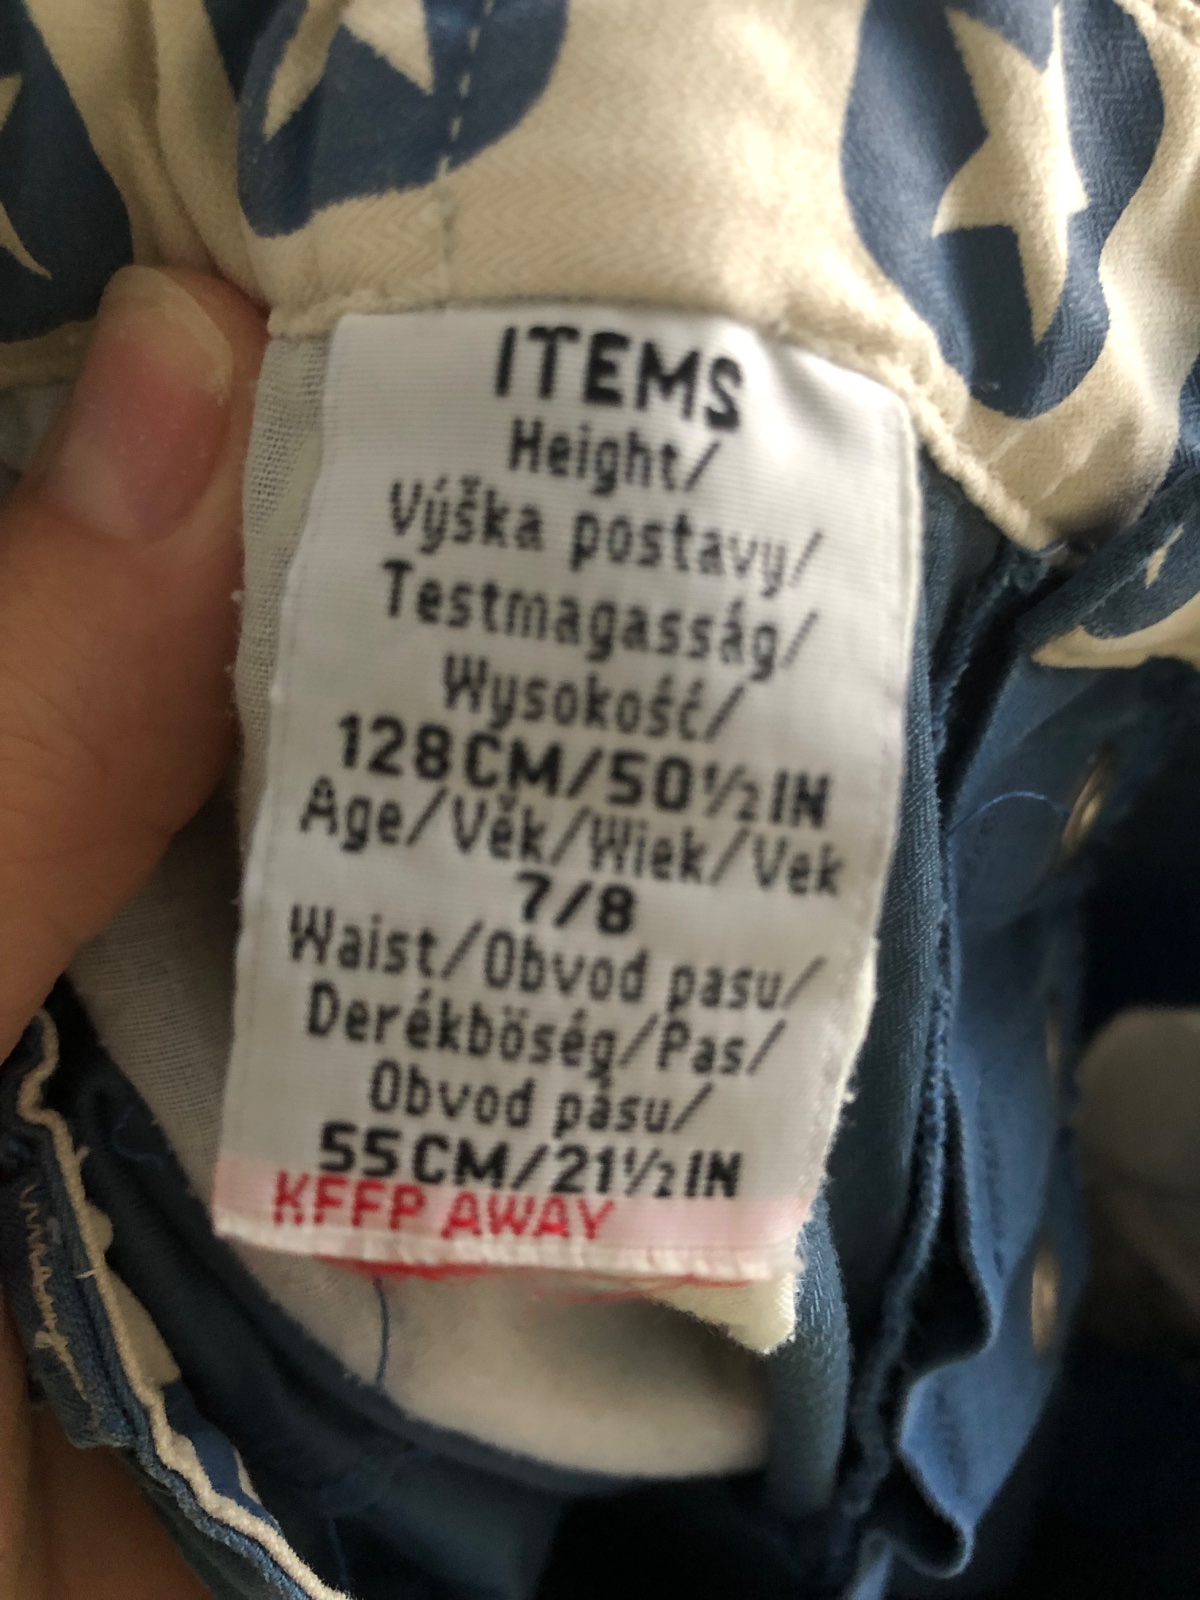 ITEMS
Height/
Výška postavy/
Testmagasság/
Wysokość/
128CM/50½IN
Age/Věk/Wiek/Vek
7/8
Waist/Obvod pasu/
Derékbőség/Pas/
Obvod pásu/
55CM/21½IN
KEEP AWAY